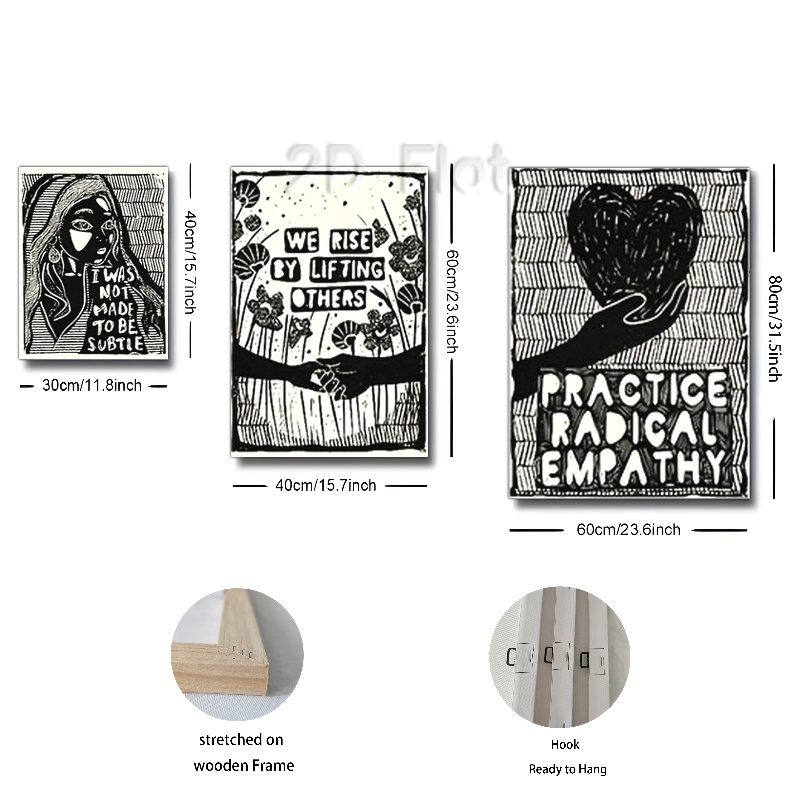 2D Flat
I WAS
NOT
MADE
TO BE
SUBTLE
40cm/15.7inch
30cm/11.8inch
WE RISE
BY LIFTING
OTHERS
60cm/23.6inch
40cm/15.7inch
PRACTICE
RADICAL
EMPATHY
80cm/31.5inch
60cm/23.6inch
stretched on
wooden Frame
Hook
Ready to Hang